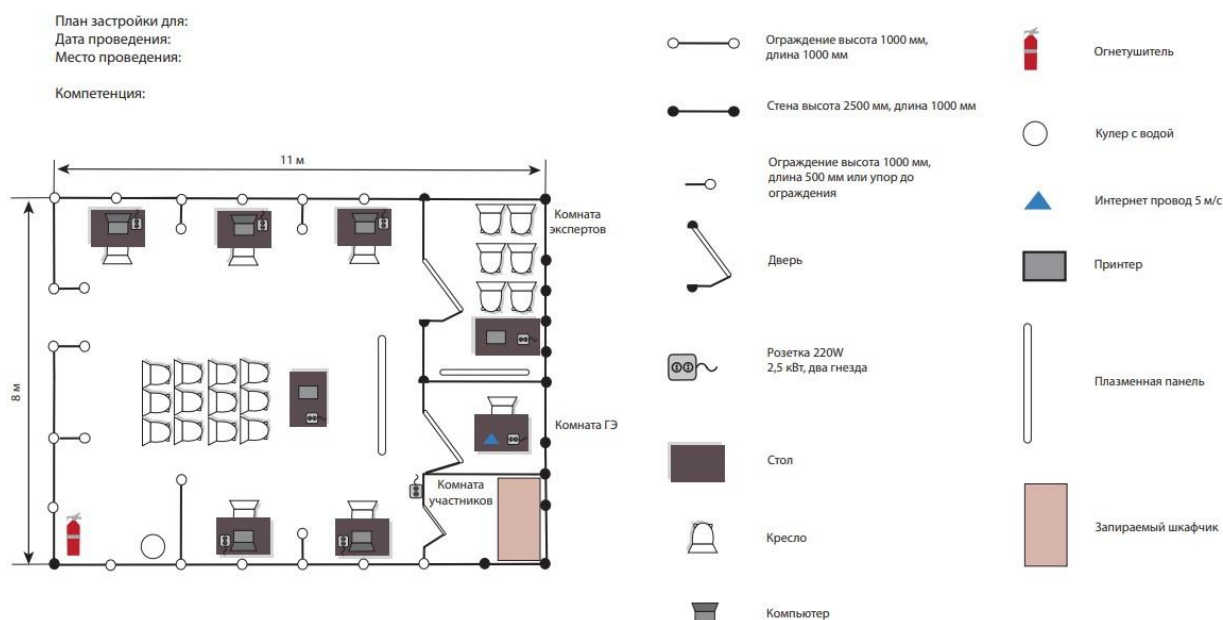 План застройки для:
Дата проведения:
Место проведения:
Компетенция:
11 м
8 м
Комната
экспертов
Комната ГЭ
Комната
участников
Ограждение высота 1000 мм,
длина 1000 мм
Стена высота 2500 мм, длина 1000 мм
Ограждение высота 1000 мм,
длина 500 мм или упор до
ограждения
Дверь
Розетка 220W
2,5 кВт, два гнезда
Стол
Кресло
Компьютер
Огнетушитель
Кулер с водой
Интернет провод 5 м/с
Принтер
Плазменная панель
Запираемый шкафчик